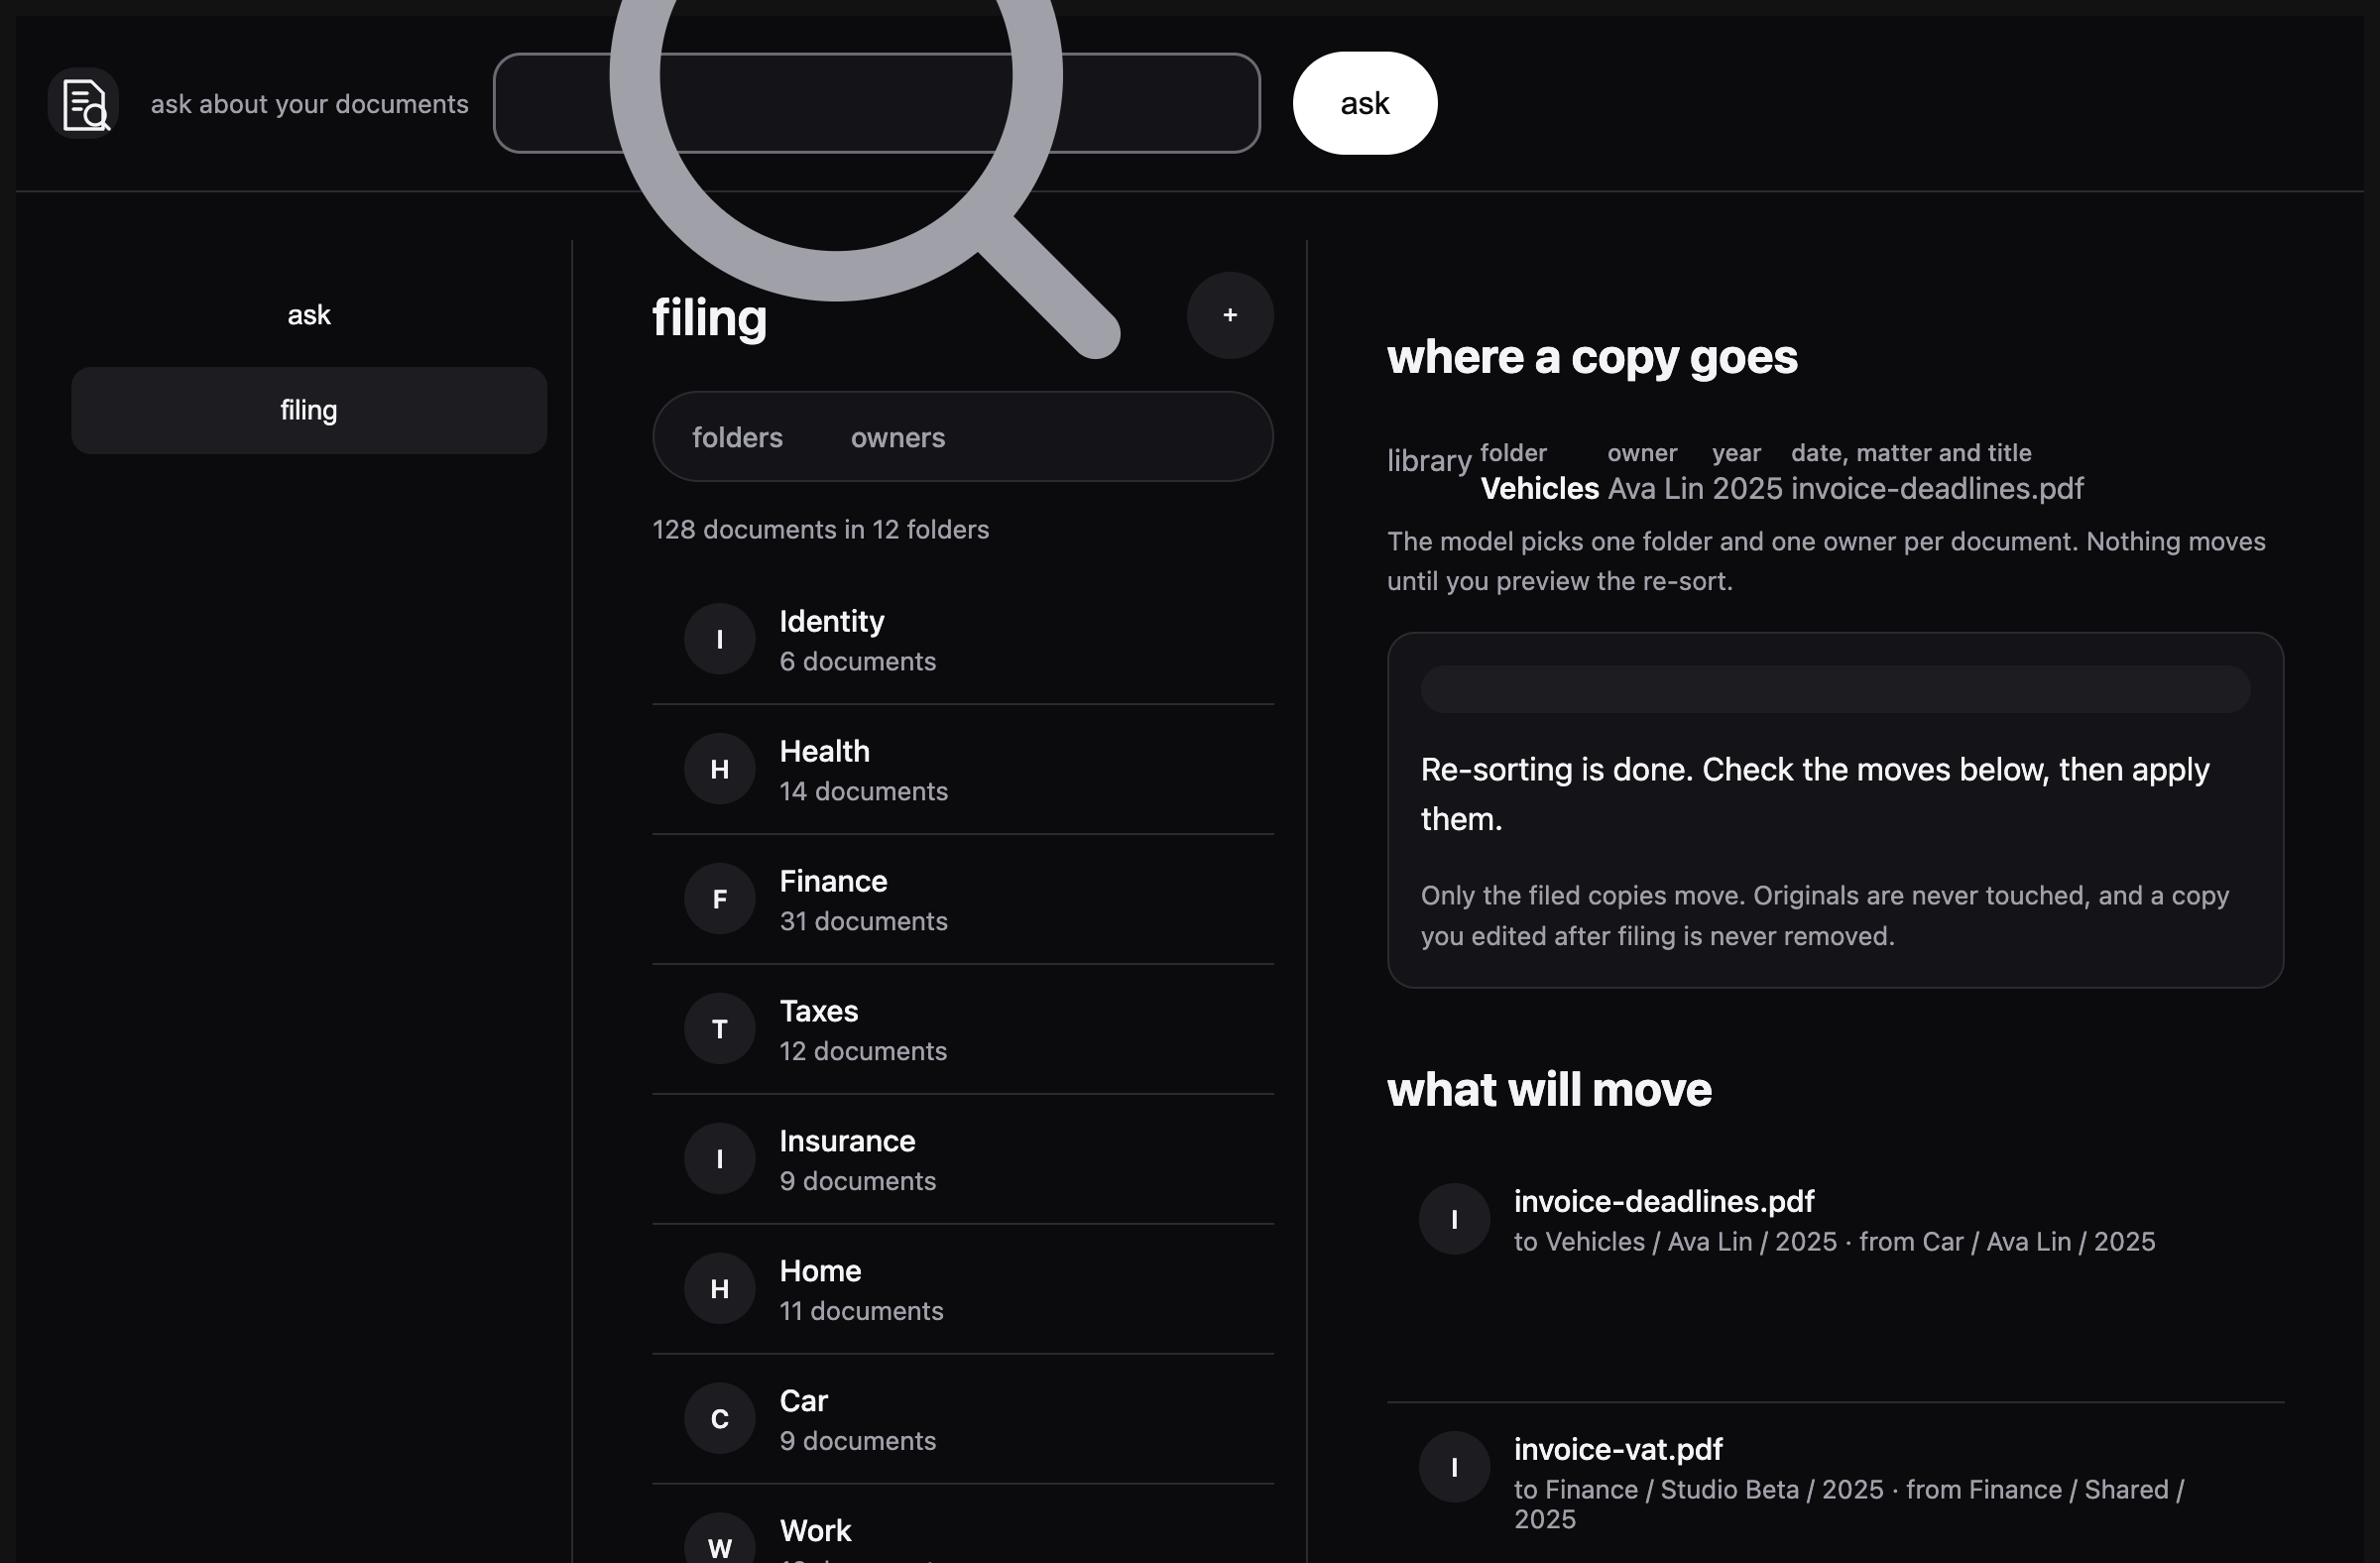 ask about your documents
ask
ask
filing
filing
+
folders owners
128 documents in 12 folders
I
Identity
6 documents
H
Health
14 documents
F
Finance
31 documents
T
Taxes
12 documents
I
Insurance
9 documents
H
Home
11 documents
C
Car
9 documents
W
Work
where a copy goes
library folder owner year date, matter and title
Vehicles Ava Lin 2025 invoice-deadlines.pdf
The model picks one folder and one owner per document. Nothing moves
until you preview the re-sort.
Re-sorting is done. Check the moves below, then apply
them.
Only the filed copies move. Originals are never touched, and a copy
you edited after filing is never removed.
what will move
I
invoice-deadlines.pdf
to Vehicles / Ava Lin / 2025 · from Car / Ava Lin / 2025
I
invoice-vat.pdf
to Finance / Studio Beta / 2025 · from Finance / Shared /
2025